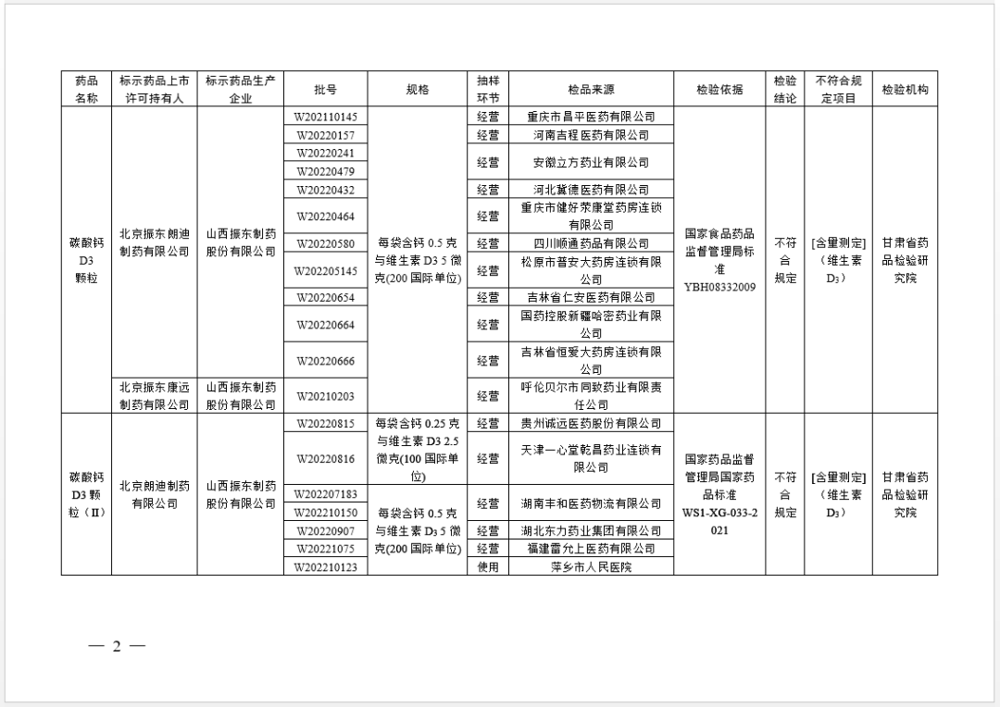 药品 标示药品上市 标示药品生产 批号 规格 抽样 检品来源 检验依据 检验 不符合规 检验机构
名称 许可持有人 企业 环节 结论 定项目
碳酸钙
D3
颗粒
北京振东朗迪
制药有限公司
山西振东制药
股份有限公司
北京振东康远
制药有限公司
山西振东制药
股份有限公司
W202110145
W20220157
W20220241
W20220479
W20220432
W20220464
W20220580
W202205145
W20220654
W20220664
W20220666
W20210203
每袋含钙 0.5 克
与维生素 D3 5 微
克(200 国际单位)
经营 重庆市昌平医药有限公司
经营 河南吉程医药有限公司
经营 安徽立方药业有限公司
经营 河北冀德医药有限公司
经营 重庆市健好荥康堂药房连锁
有限公司
经营 四川顺通药品有限公司
经营 松原市普安大药房连锁有限
公司
经营 吉林省仁安医药有限公司
经营 国药控股新疆哈密药业有限
公司
经营 吉林省恒爱大药房连锁有限
公司
经营 呼伦贝尔市同致药业有限责
任公司
国家食品药品
监督管理局标
准
YBH08332009
不符
合
规定
[含量测定]
（维生素
D₃）
甘肃省药
品检验研
究院
碳酸钙
D3 颗
粒（II）
北京朗迪制药
有限公司
山西振东制药
股份有限公司
W20220815
W20220816
W202207183
W202210150
W20220907
W20221075
W202210123
每袋含钙 0.25 克
与维生素 D3 2.5
微克(100 国际单
位)
每袋含钙 0.5 克
与维生素 D3 5 微
克(200 国际单位)
经营 贵州诚远医药股份有限公司
经营 天津一心堂乾昌药业连锁有
限公司
经营 湖南丰和医药物流有限公司
经营 湖北东力药业集团有限公司
经营 福建雷允上医药有限公司
使用 萍乡市人民医院
国家药品监督
管理局国家药
品标准
WS1-XG-033-2
021
不符
合
规定
[含量测定]
（维生素
D₃）
甘肃省药
品检验研
究院
— 2 —